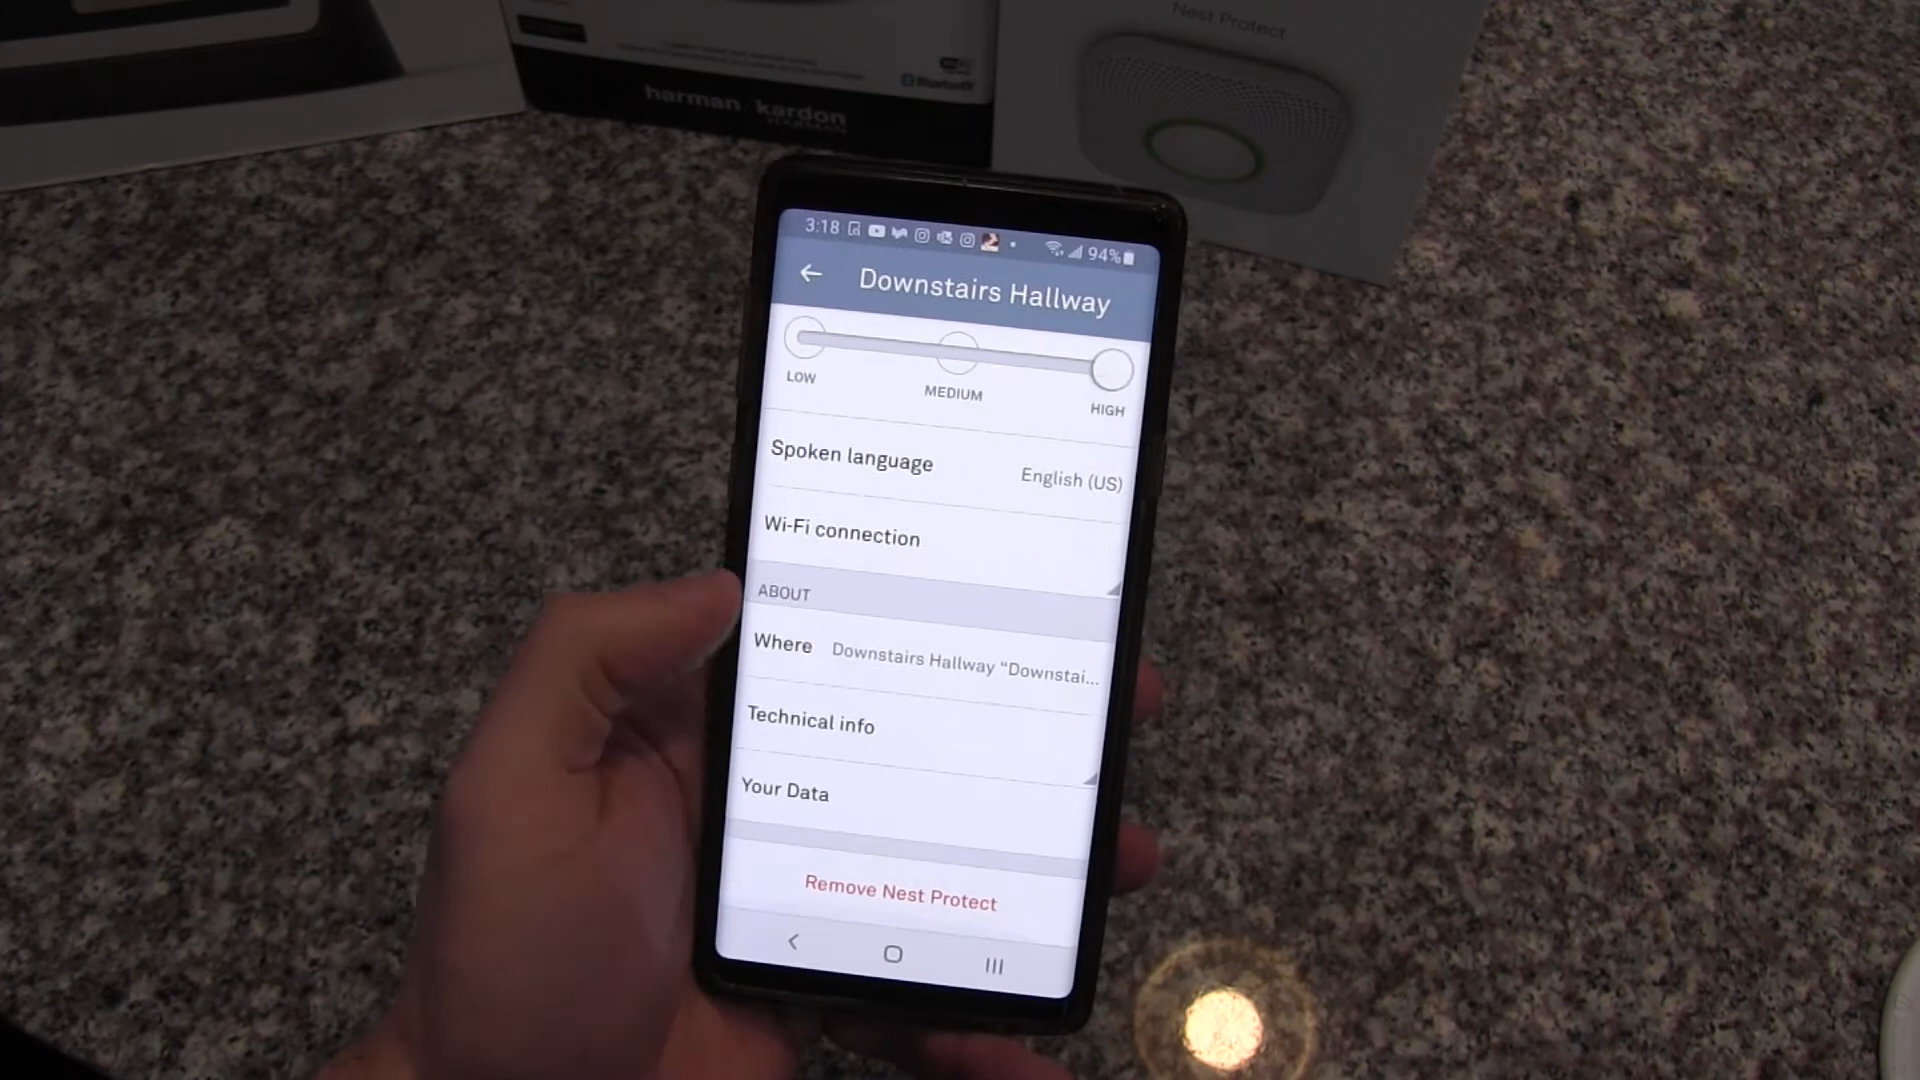 Nest Protect
Bluetooth
harman / kardon
3:18
94%
Downstairs Hallway
LOW
MEDIUM
HIGH
Spoken language
English (US)
Wi-Fi connection
ABOUT
Where Downstairs Hallway "Downstai...
Technical info
Your Data
Remove Nest Protect